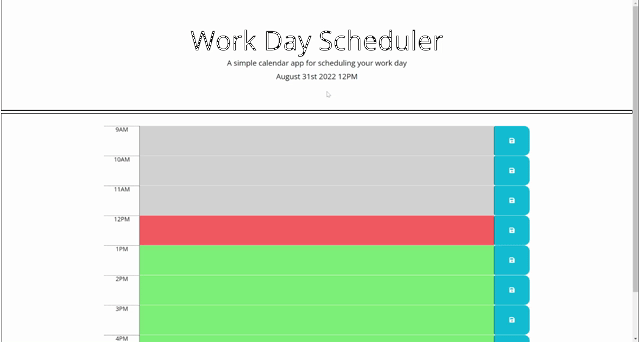 Work Day Scheduler
A simple calendar app for scheduling your work day
August 31st 2022 12PM
9AM
10AM
11AM
12PM
1PM
2PM
3PM
4PM